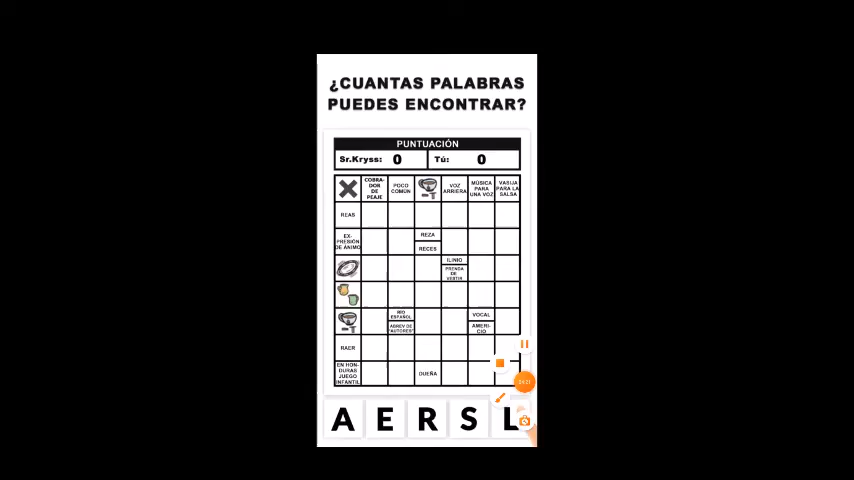 ¿CUANTAS PALABRAS
PUEDES ENCONTRAR?
PUNTUACIÓN
Sr.Kryss: 0 Tú: 0
COBRA-
DOR
DE
PEAJE
POCO
COMÚN
VOZ
ARRIERA
MÚSICA
PARA
UNA VOZ
VASIJA
PARA LA
SALSA
REAS
EX-
PRESIÓN
DE ÁNIMO
REZA
RECES
ILINIO
PRENDA
DE
VESTIR
RÍO
ESPAÑOL
ABREV DE
"AUTORES"
VOCAL
AMERI-
CIO
RAER
EN HON-
DURAS
JUEGO
INFANTIL
DUEÑA
A E R S L
04:21